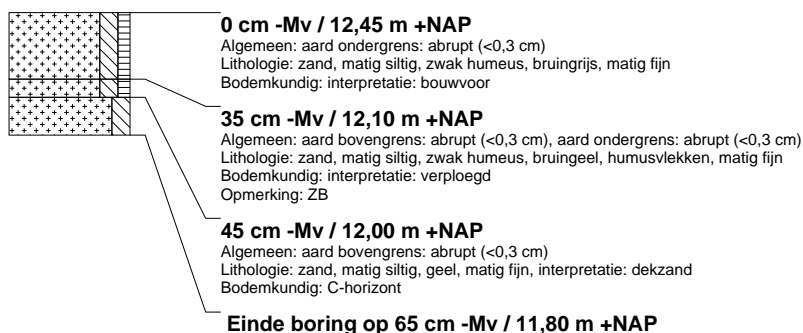 0 cm -Mv / 12,45 m +NAP
Algemeen: aard ondergrens: abrupt (<0,3 cm)
Lithologie: zand, matig siltig, zwak humeus, bruingrijs, matig fijn
Bodemkundig: interpretatie: bouwvoor
35 cm -Mv / 12,10 m +NAP
Algemeen: aard bovengrens: abrupt (<0,3 cm), aard ondergrens: abrupt (<0,3 cm)
Lithologie: zand, matig siltig, zwak humeus, bruingeel, humusvlekken, matig fijn
Bodemkundig: interpretatie: verploegd
Opmerking: ZB
45 cm -Mv / 12,00 m +NAP
Algemeen: aard bovengrens: abrupt (<0,3 cm)
Lithologie: zand, matig siltig, geel, matig fijn, interpretatie: dekzand
Bodemkundig: C-horizont
Einde boring op 65 cm -Mv / 11,80 m +NAP